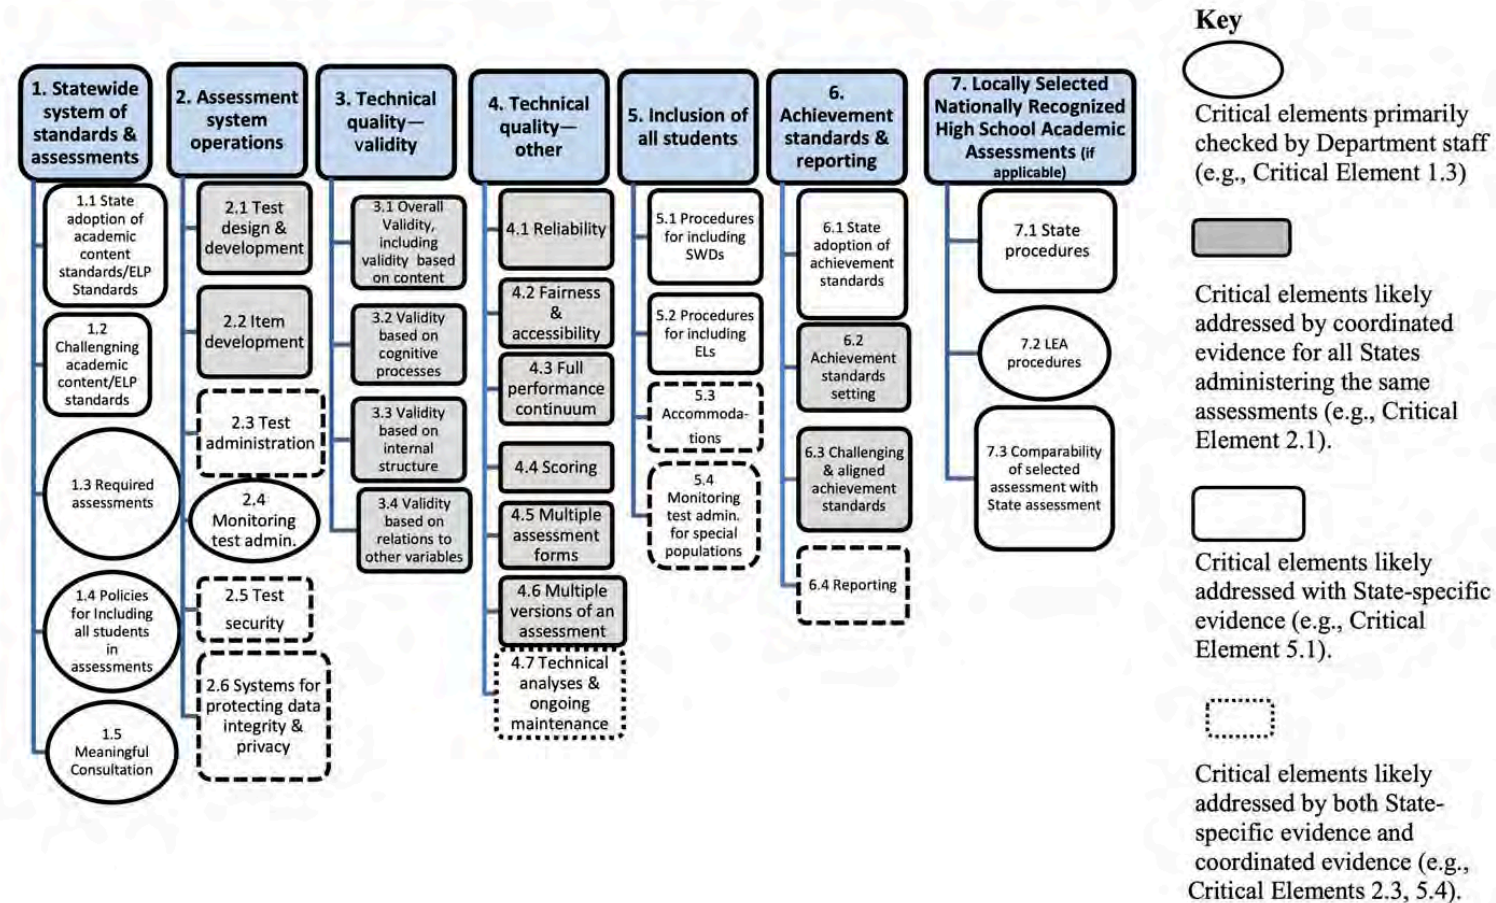 1. Statewide
system of
standards &
assessments
1.1 State
adoption of
academic
content
standards/ELP
Standards
1.2
Challengning
academic
content/ELP
standards
1.3 Required
assessments
1.4 Policies
for Including
all students
in
assessments
1.5
Meaningful
Consultation
2. Assessment
system
operations
2.1 Test
design &
development
2.2 Item
development
2.3 Test
administration
2.4
Monitoring
test admin.
2.5 Test
security
2.6 Systems for
protecting data
integrity &
privacy
3. Technical
quality—
validity
3.1 Overall
Validity,
including
validity based
on content
3.2 Validity
based on
cognitive
processes
3.3 Validity
based on
internal
structure
3.4 Validity
based on
relations to
other variables
4. Technical
quality—
other
4.1 Reliability
4.2 Fairness
&
accessibility
4.3 Full
performance
continuum
4.4 Scoring
4.5 Multiple
assessment
forms
4.6 Multiple
versions of an
assessment
4.7 Technical
analyses &
ongoing
maintenance
5. Inclusion of
all students
5.1 Procedures
for including
SWDs
5.2 Procedures
for including
ELs
5.3
Accommoda-
tions
5.4
Monitoring
test admin.
for special
populations
6.
Achievement
standards &
reporting
6.1 State
adoption of
achievement
standards
6.2
Achievement
standards
setting
6.3 Challenging
& aligned
achievement
standards
6.4 Reporting
7. Locally Selected
Nationally Recognized
High School Academic
Assessments (if
applicable)
7.1 State
procedures
7.2 LEA
procedures
7.3 Comparability
of selected
assessment with
State assessment
Key
Critical elements primarily
checked by Department staff
(e.g., Critical Element 1.3)
Critical elements likely
addressed by coordinated
evidence for all States
administering the same
assessments (e.g., Critical
Element 2.1).
Critical elements likely
addressed with State-specific
evidence (e.g., Critical
Element 5.1).
Critical elements likely
addressed by both State-
specific evidence and
coordinated evidence (e.g.,
Critical Elements 2.3, 5.4).